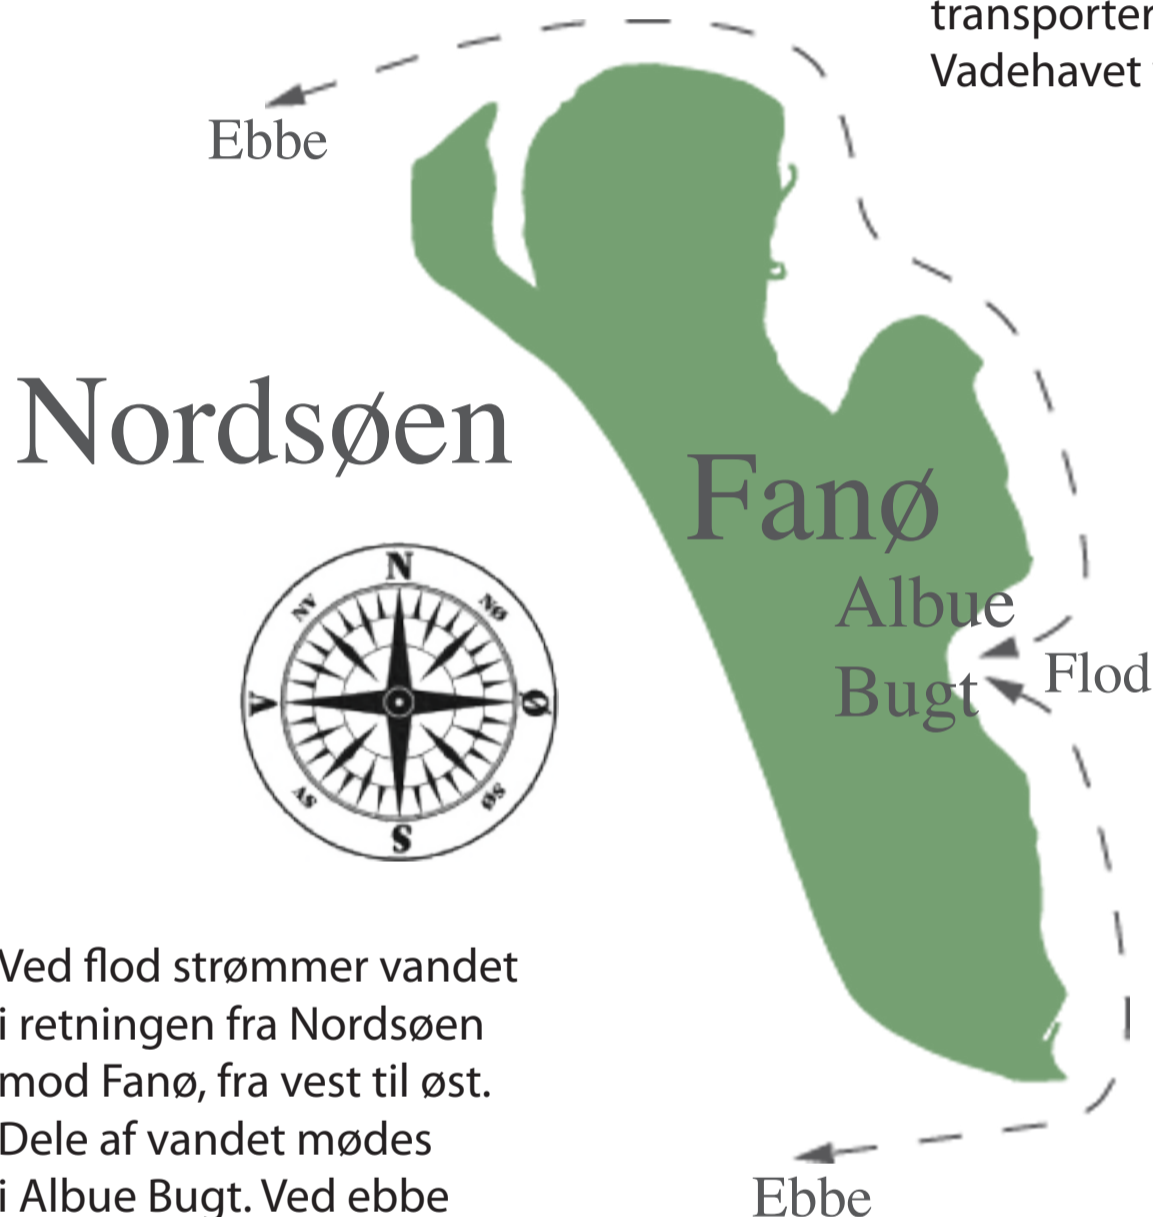 transporter
Vadehavet
Ebbe
Nordsøen
Fanø
Albue
Bugt
Flod
N
NV
NØ
V
Ø
SV
SØ
S
Ved flod strømmer vandet
i retningen fra Nordsøen
mod Fanø, fra vest til øst.
Dele af vandet mødes
i Albue Bugt. Ved ebbe
Ebbe